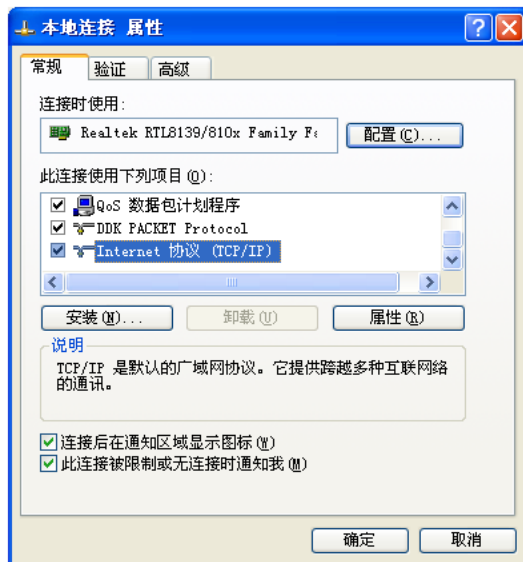 本地连接 属性
常规 验证 高级
连接时使用:
Realtek RTL8139/810x Family Fa
配置(C)...
此连接使用下列项目(O):
QoS 数据包计划程序
DDK PACKET Protocol
Internet 协议 (TCP/IP)
安装(N)... 卸载(U) 属性(R)
说明
TCP/IP 是默认的广域网协议。它提供跨越多种互联网络
的通讯。
连接后在通知区域显示图标(W)
此连接被限制或无连接时通知我(M)
确定 取消